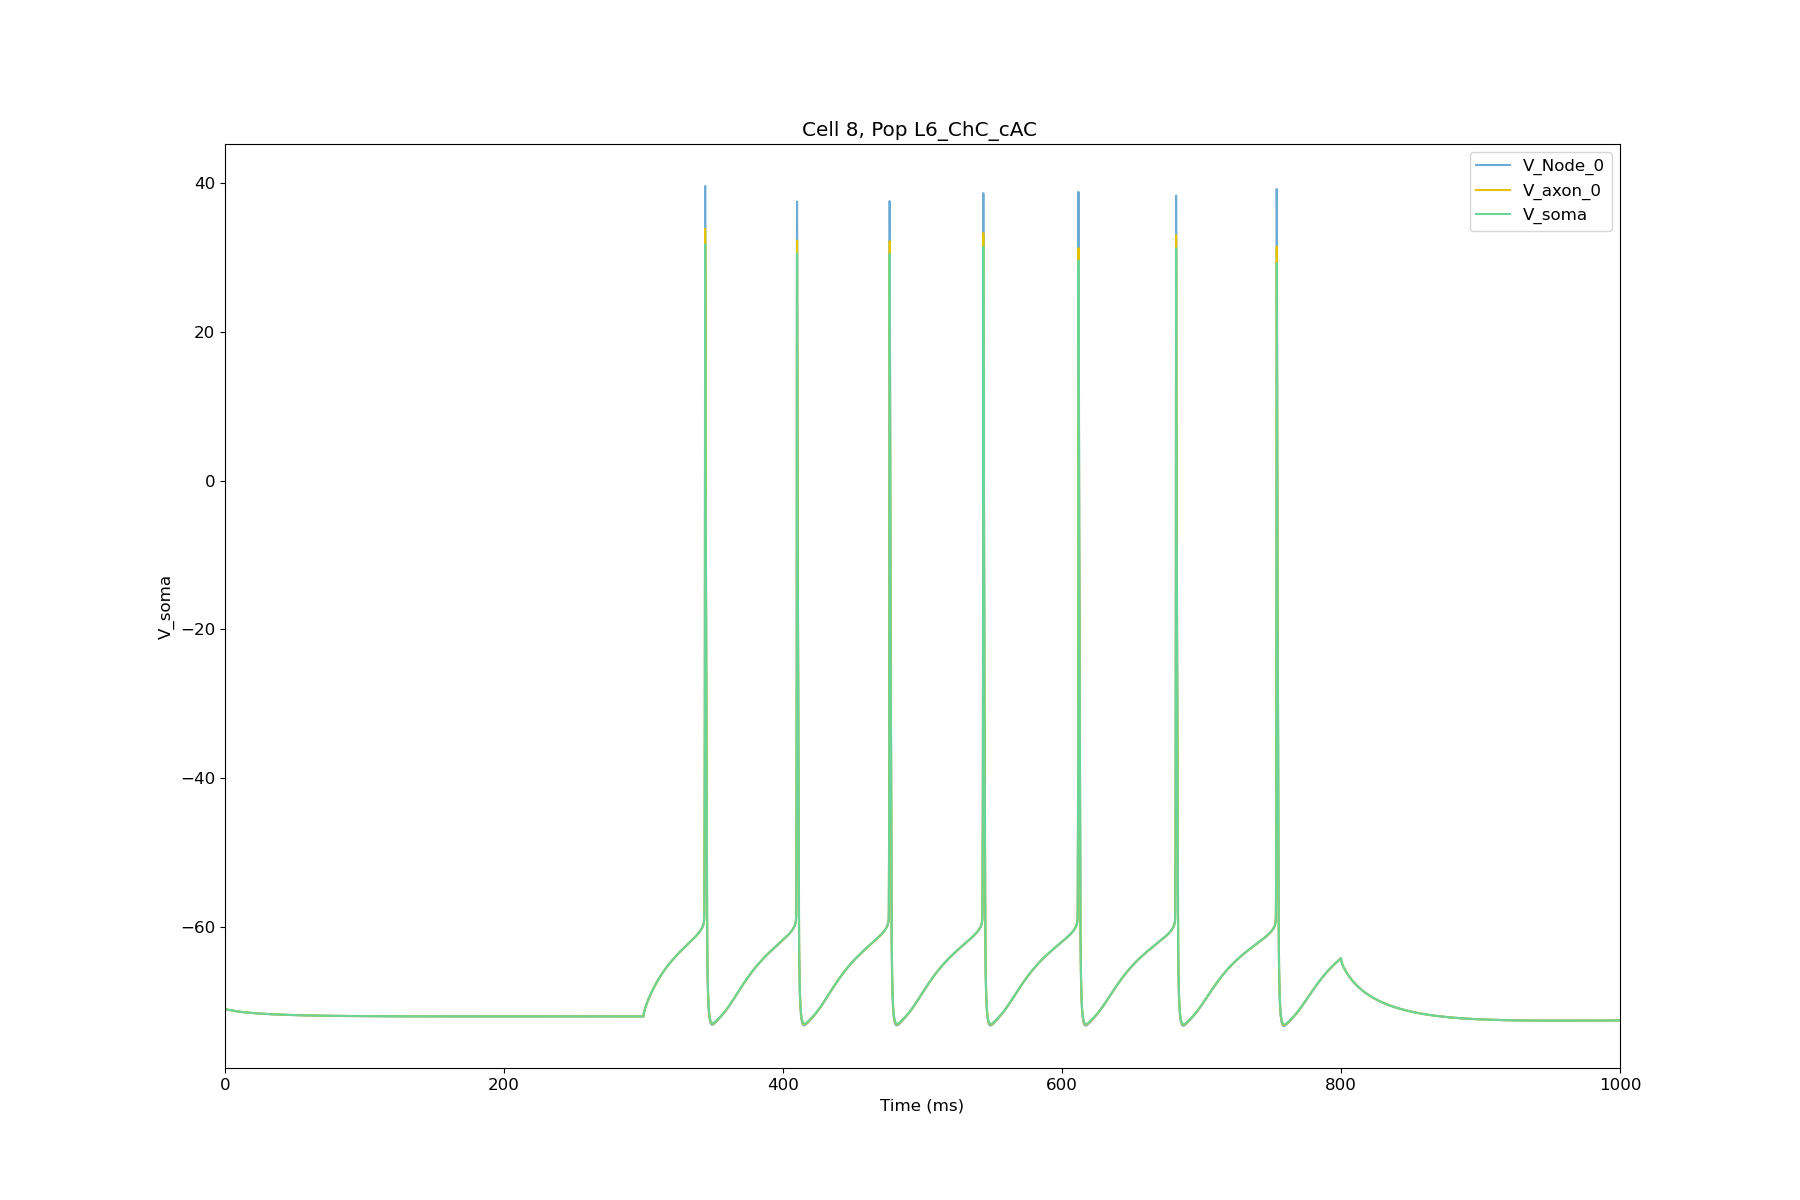 Cell 8, Pop L6_ChC_cAC
V_Node_0
V_axon_0
V_soma
40
20
0
−20
−40
−60
V_soma
0 200 400 600 800 1000
Time (ms)